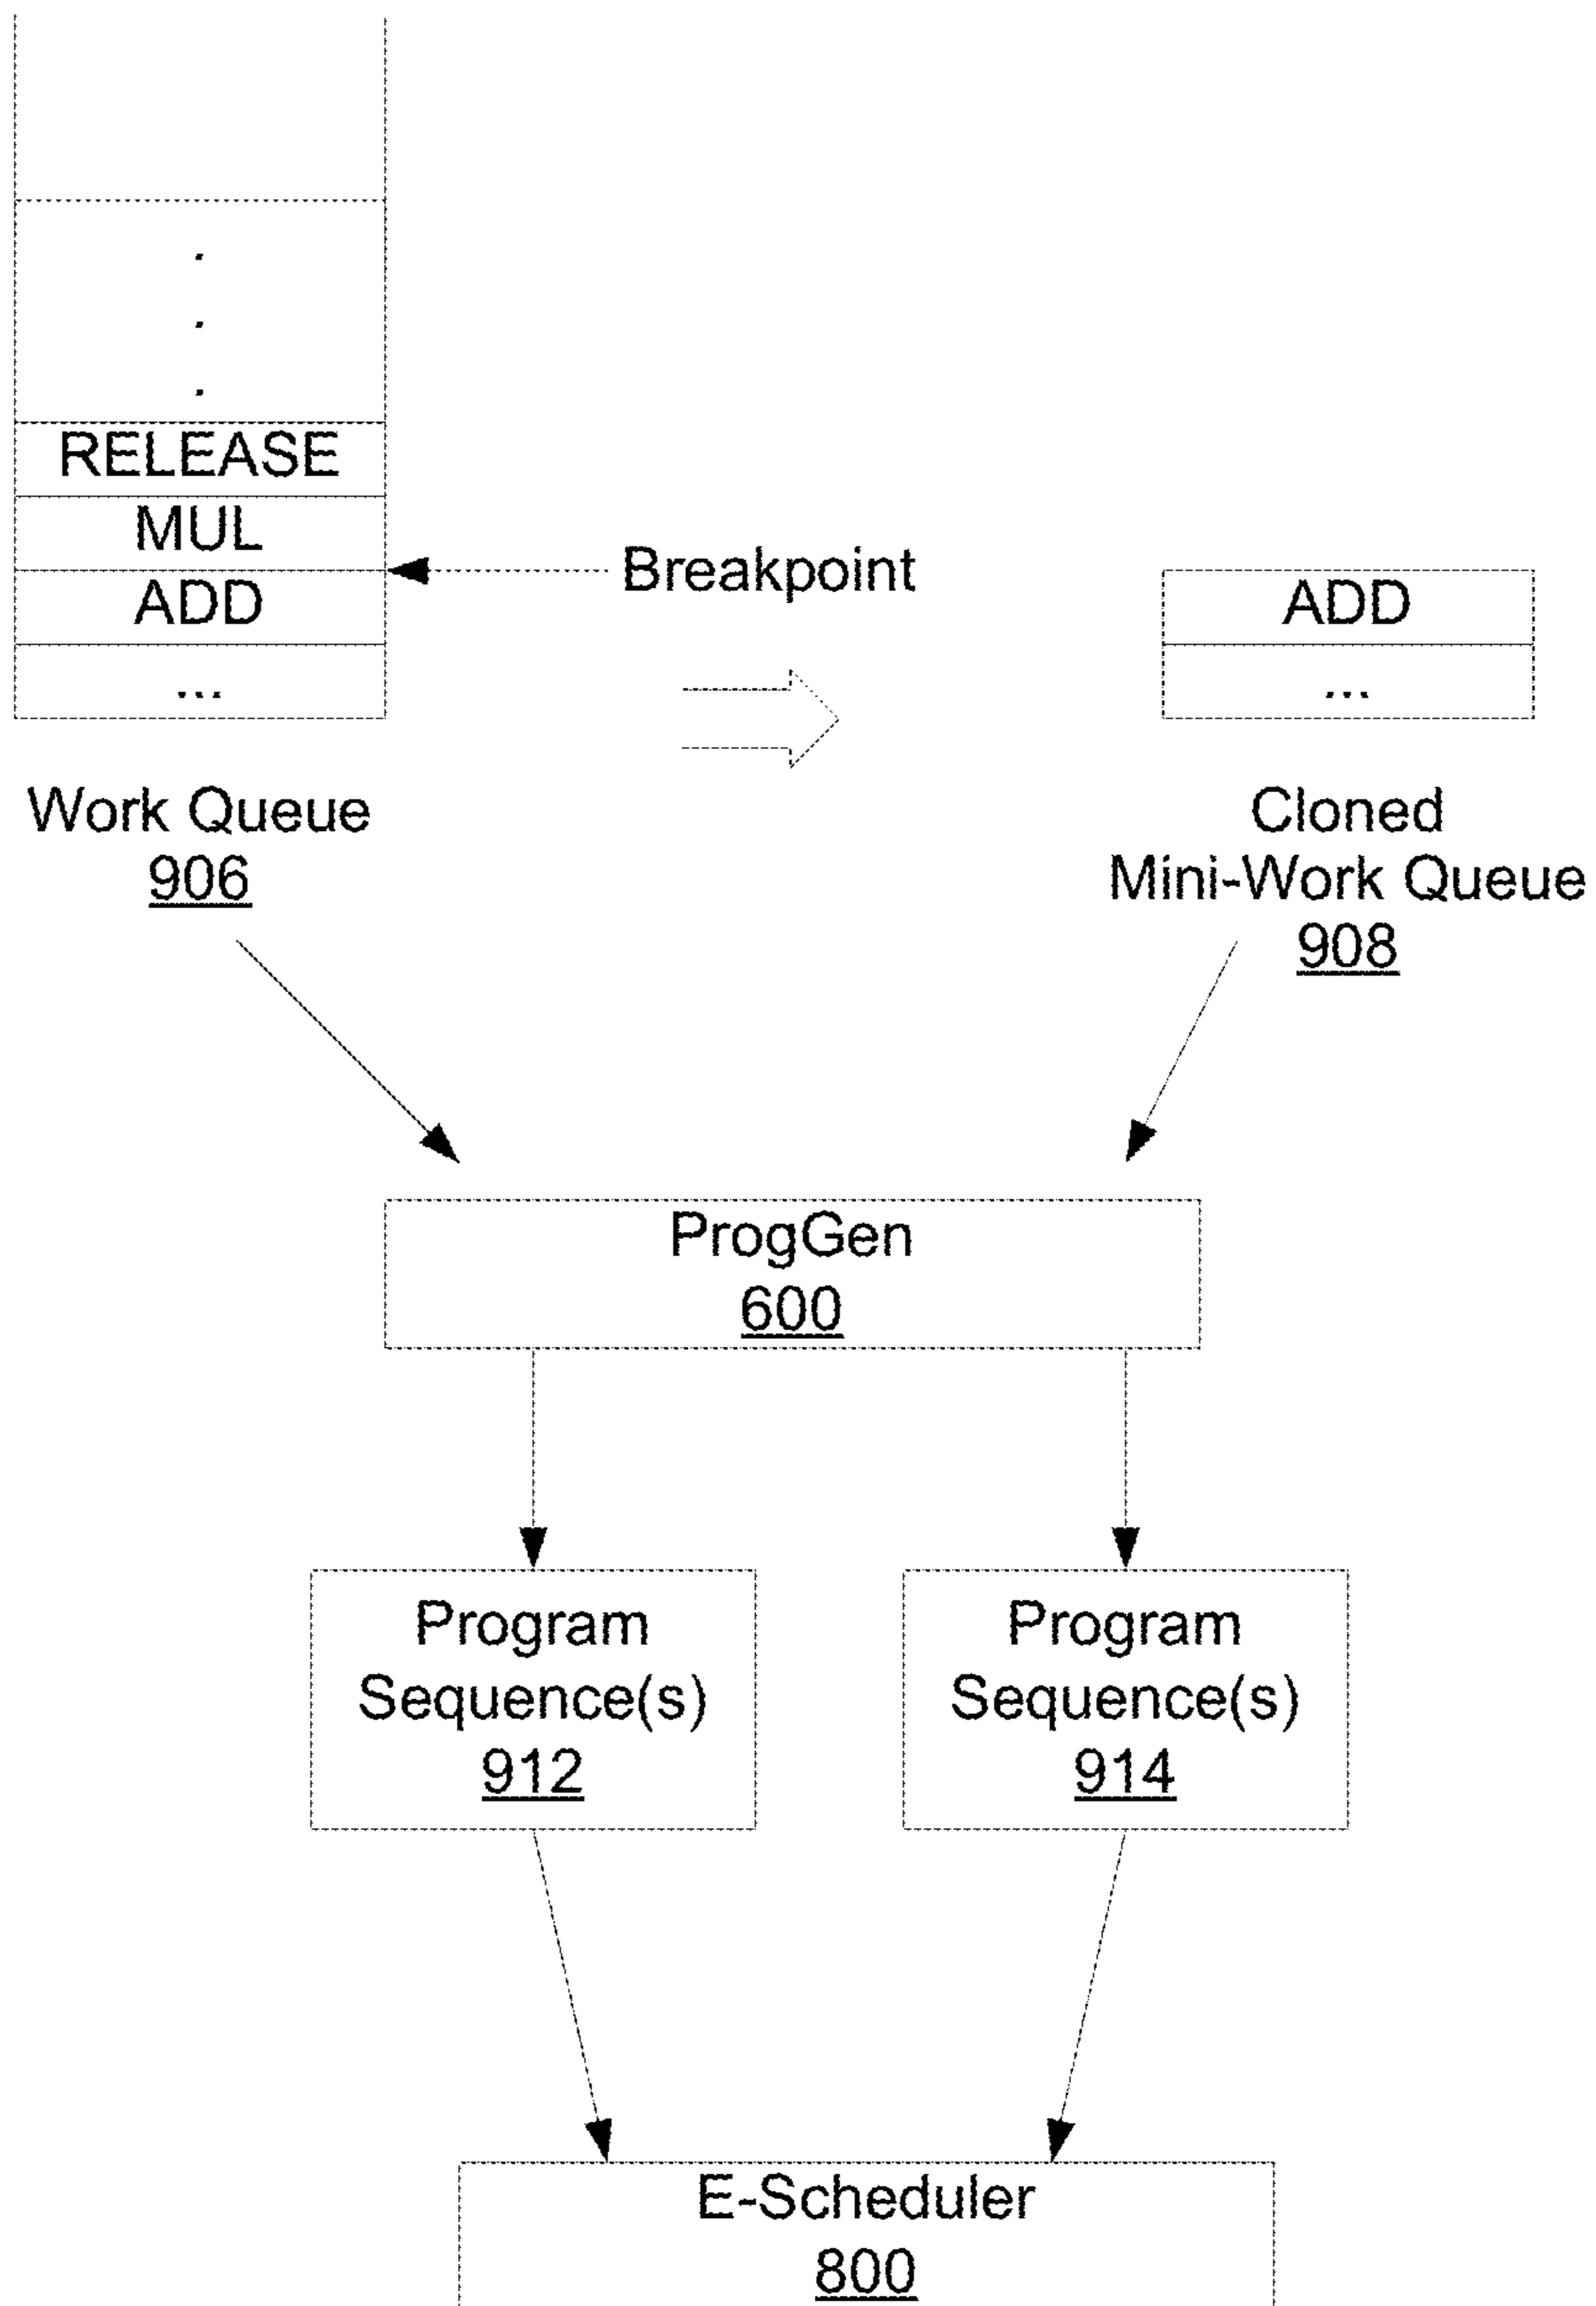 .
.
.
RELEASE
MUL
ADD
...
Breakpoint
ADD
...
Work Queue
906
Cloned
Mini-Work Queue
908
ProgGen
600
Program
Sequence(s)
912
Program
Sequence(s)
914
E-Scheduler
800